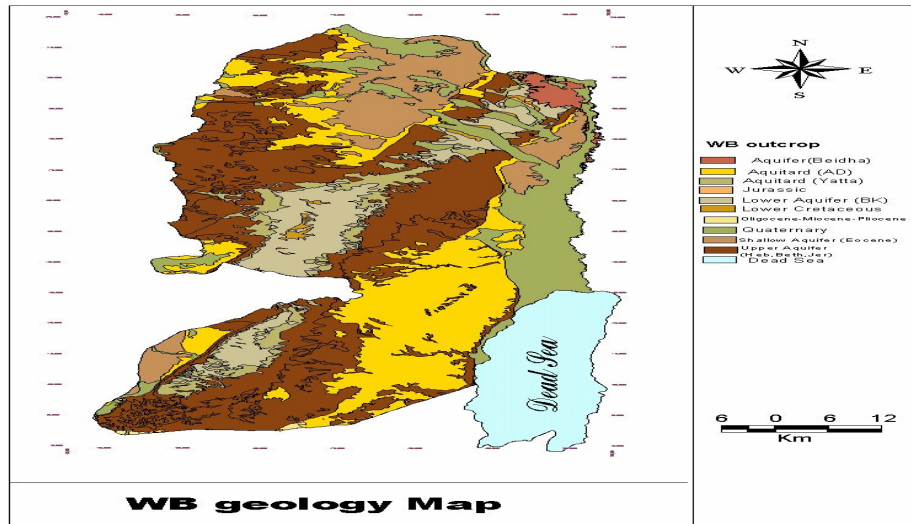 N
W E
S
WB outcrop
Aquifer(Beidha)
Aquitard (AD)
Aquitard (Yatta)
Jurassic
Lower Aquifer (BK)
Lower Cretaceous
Oligocene-Miocene-Pliocene
Quaternary
Shallow Aquifer (Eocene)
Upper Aquifer
(Heb,Beth,Jer)
Dead Sea
Dead Sea
6 0 6 12
Km
WB geology Map